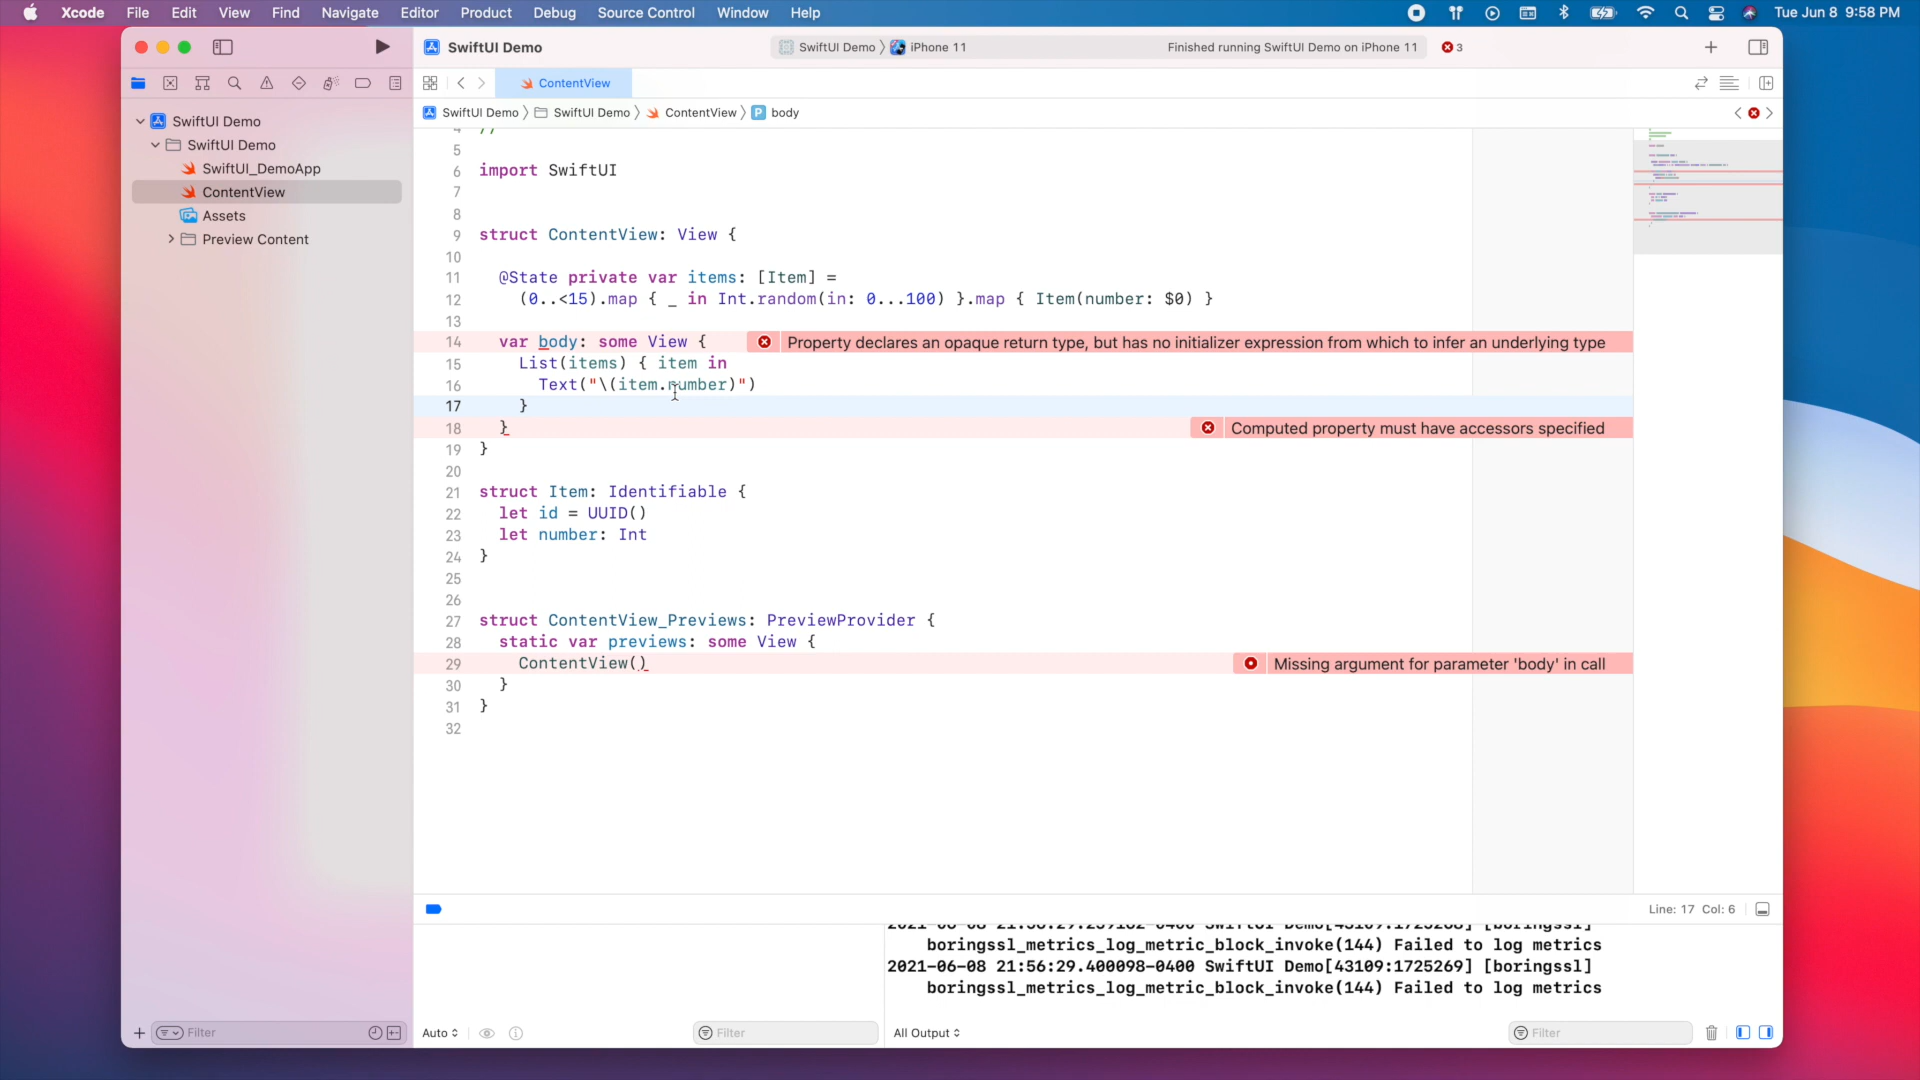 Xcode File Edit View Find Navigate Editor Product Debug Source Control Window Help Tue Jun 8 9:58 PM
SwiftUI Demo SwiftUI Demo iPhone 11 Finished running SwiftUI Demo on iPhone 11 3
ContentView
SwiftUI Demo SwiftUI Demo ContentView body
SwiftUI Demo
SwiftUI Demo
SwiftUI_DemoApp
ContentView
Assets
Preview Content
4 //
5
6 import SwiftUI
7
8
9 struct ContentView: View {
10
11 @State private var items: [Item] =
12 (0..<15).map { _ in Int.random(in: 0...100) }.map { Item(number: $0) }
13
14 var body: some View { Property declares an opaque return type, but has no initializer expression from which to infer an underlying type
15 List(items) { item in
16 Text("\(item.number)")
17 }
18 } Computed property must have accessors specified
19 }
20
21 struct Item: Identifiable {
22 let id = UUID()
23 let number: Int
24 }
25
26
27 struct ContentView_Previews: PreviewProvider {
28 static var previews: some View {
29 ContentView() Missing argument for parameter 'body' in call
30 }
31 }
32
Line: 17 Col: 6
boringssl_metrics_log_metric_block_invoke(144) Failed to log metrics
2021-06-08 21:56:29.400098-0400 SwiftUI Demo[43109:1725269] [boringssl]
boringssl_metrics_log_metric_block_invoke(144) Failed to log metrics
Filter Auto Filter All Output Filter